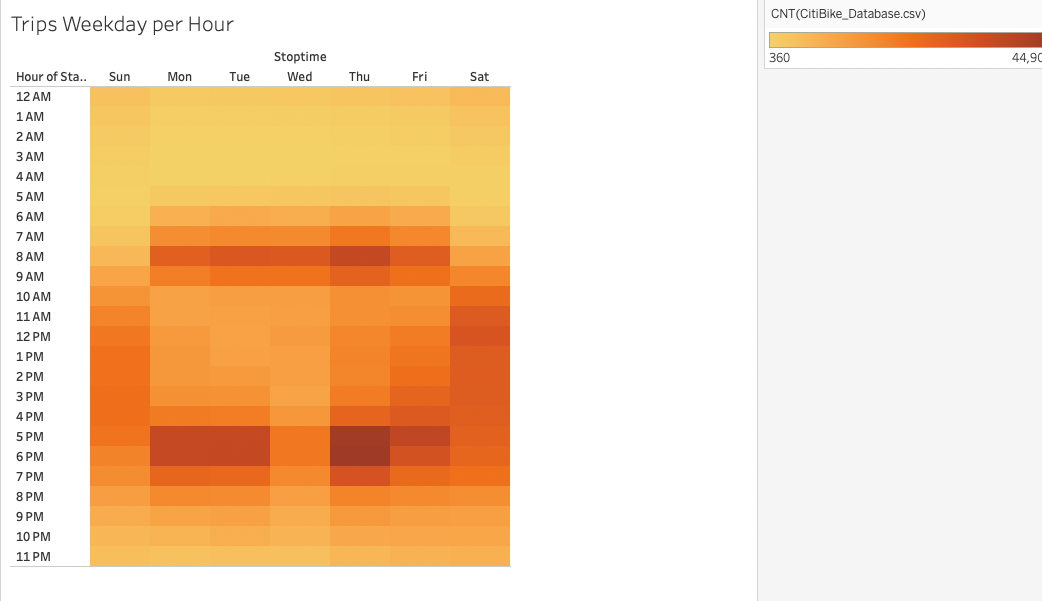 Trips Weekday per Hour
CNT(CitiBike_Database.csv)
360 44,90
Stoptime
Hour of Sta.. Sun Mon Tue Wed Thu Fri Sat
12 AM
1 AM
2 AM
3 AM
4 AM
5 AM
6 AM
7 AM
8 AM
9 AM
10 AM
11 AM
12 PM
1 PM
2 PM
3 PM
4 PM
5 PM
6 PM
7 PM
8 PM
9 PM
10 PM
11 PM